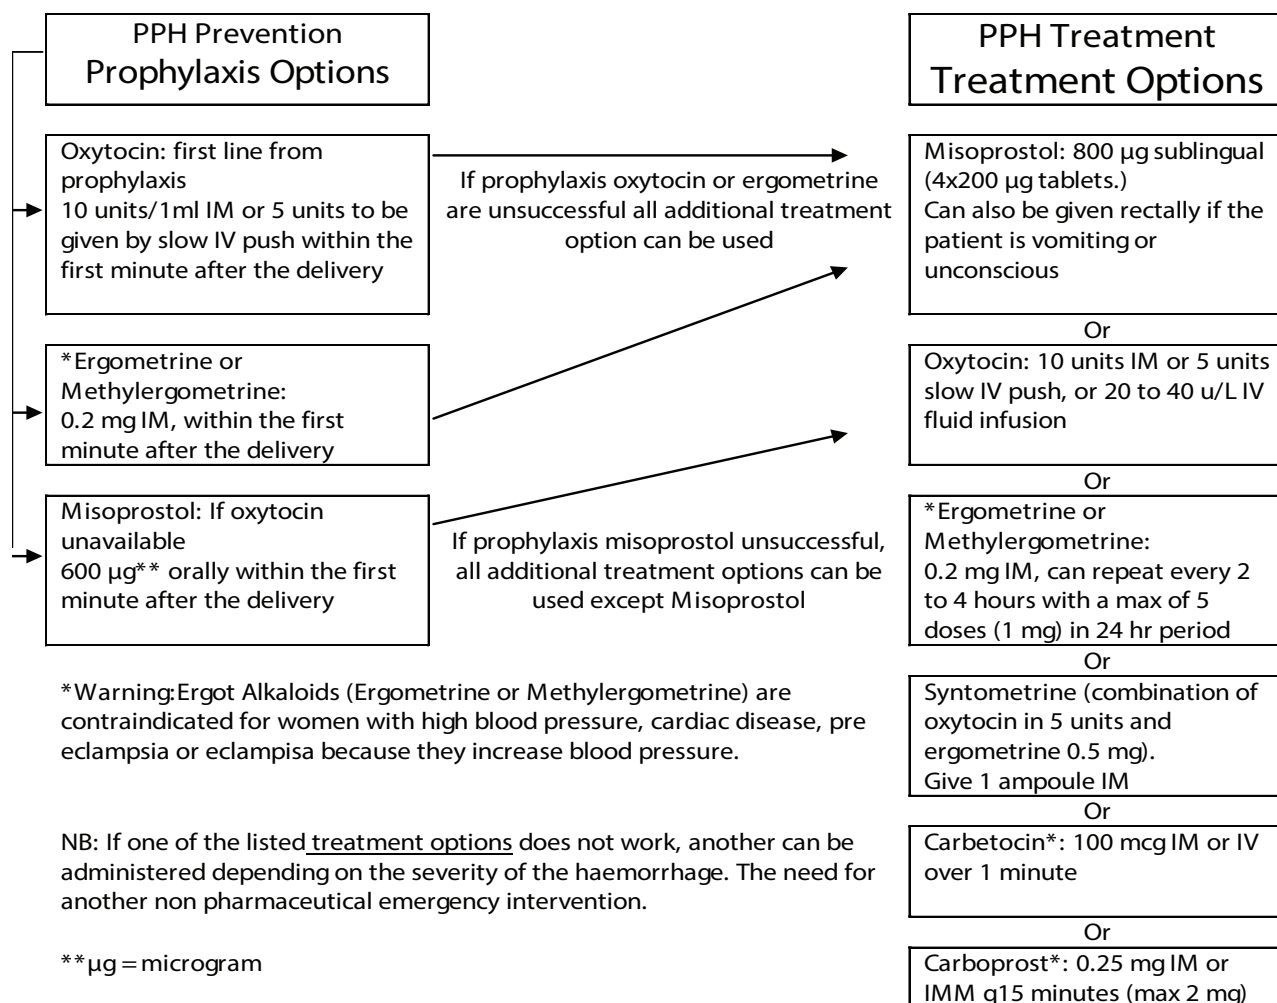 PPH Prevention
Prophylaxis Options
Oxytocin: first line from
prophylaxis
10 units/1ml IM or 5 units to be
given by slow IV push within the
first minute after the delivery
*Ergometrine or
Methylergometrine:
0.2 mg IM, within the first
minute after the delivery
Misoprostol: If oxytocin
unavailable
600 µg** orally within the first
minute after the delivery
If prophylaxis oxytocin or ergometrine
are unsuccessful all additional treatment
option can be used
If prophylaxis misoprostol unsuccessful,
all additional treatment options can be
used except Misoprostol
PPH Treatment
Treatment Options
Misoprostol: 800 µg sublingual
(4x200 µg tablets.)
Can also be given rectally if the
patient is vomiting or
unconscious
Or
Oxytocin: 10 units IM or 5 units
slow IV push, or 20 to 40 u/L IV
fluid infusion
Or
*Ergometrine or
Methylergometrine:
0.2 mg IM, can repeat every 2
to 4 hours with a max of 5
doses (1 mg) in 24 hr period
Or
Syntometrine (combination of
oxytocin in 5 units and
ergometrine 0.5 mg).
Give 1 ampoule IM
Or
Carbetocin*: 100 mcg IM or IV
over 1 minute
Or
Carboprost*: 0.25 mg IM or
IMM q15 minutes (max 2 mg)
*Warning:Ergot Alkaloids (Ergometrine or Methylergometrine) are
contraindicated for women with high blood pressure, cardiac disease, pre
eclampsia or eclampisa because they increase blood pressure.
NB: If one of the listed treatment options does not work, another can be
administered depending on the severity of the haemorrhage. The need for
another non pharmaceutical emergency intervention.
**µg = microgram